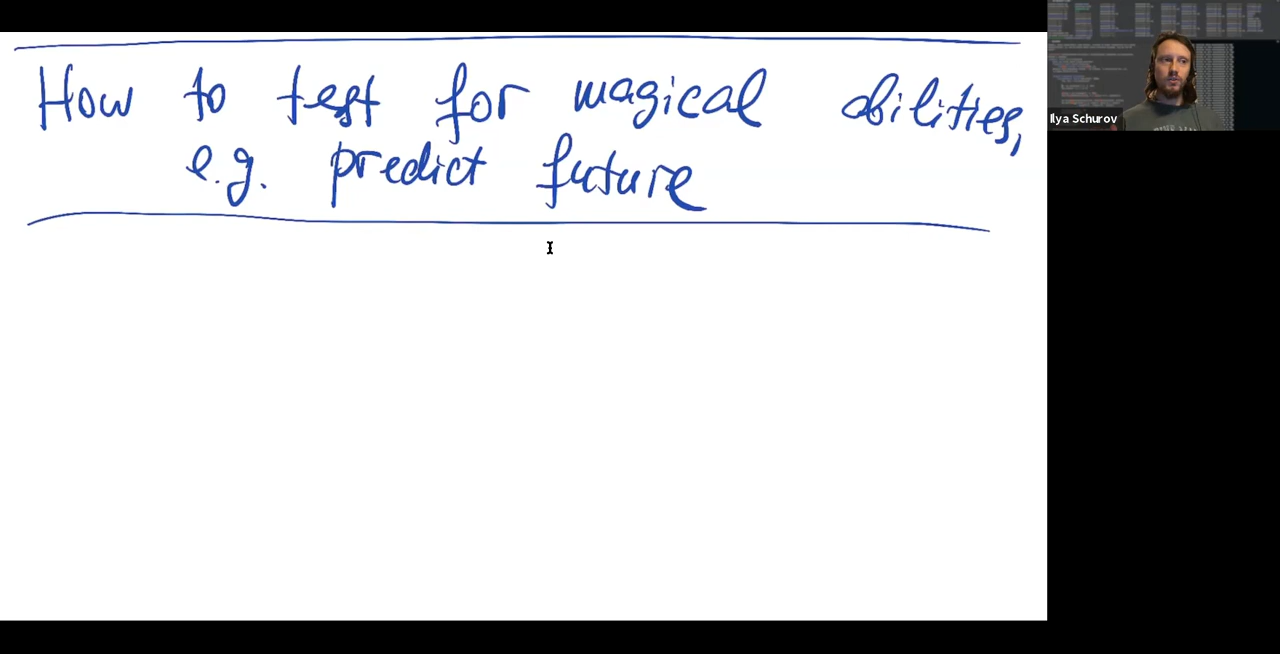 How to test for magical abilities,
e.g. predict future
Ilya Schurov